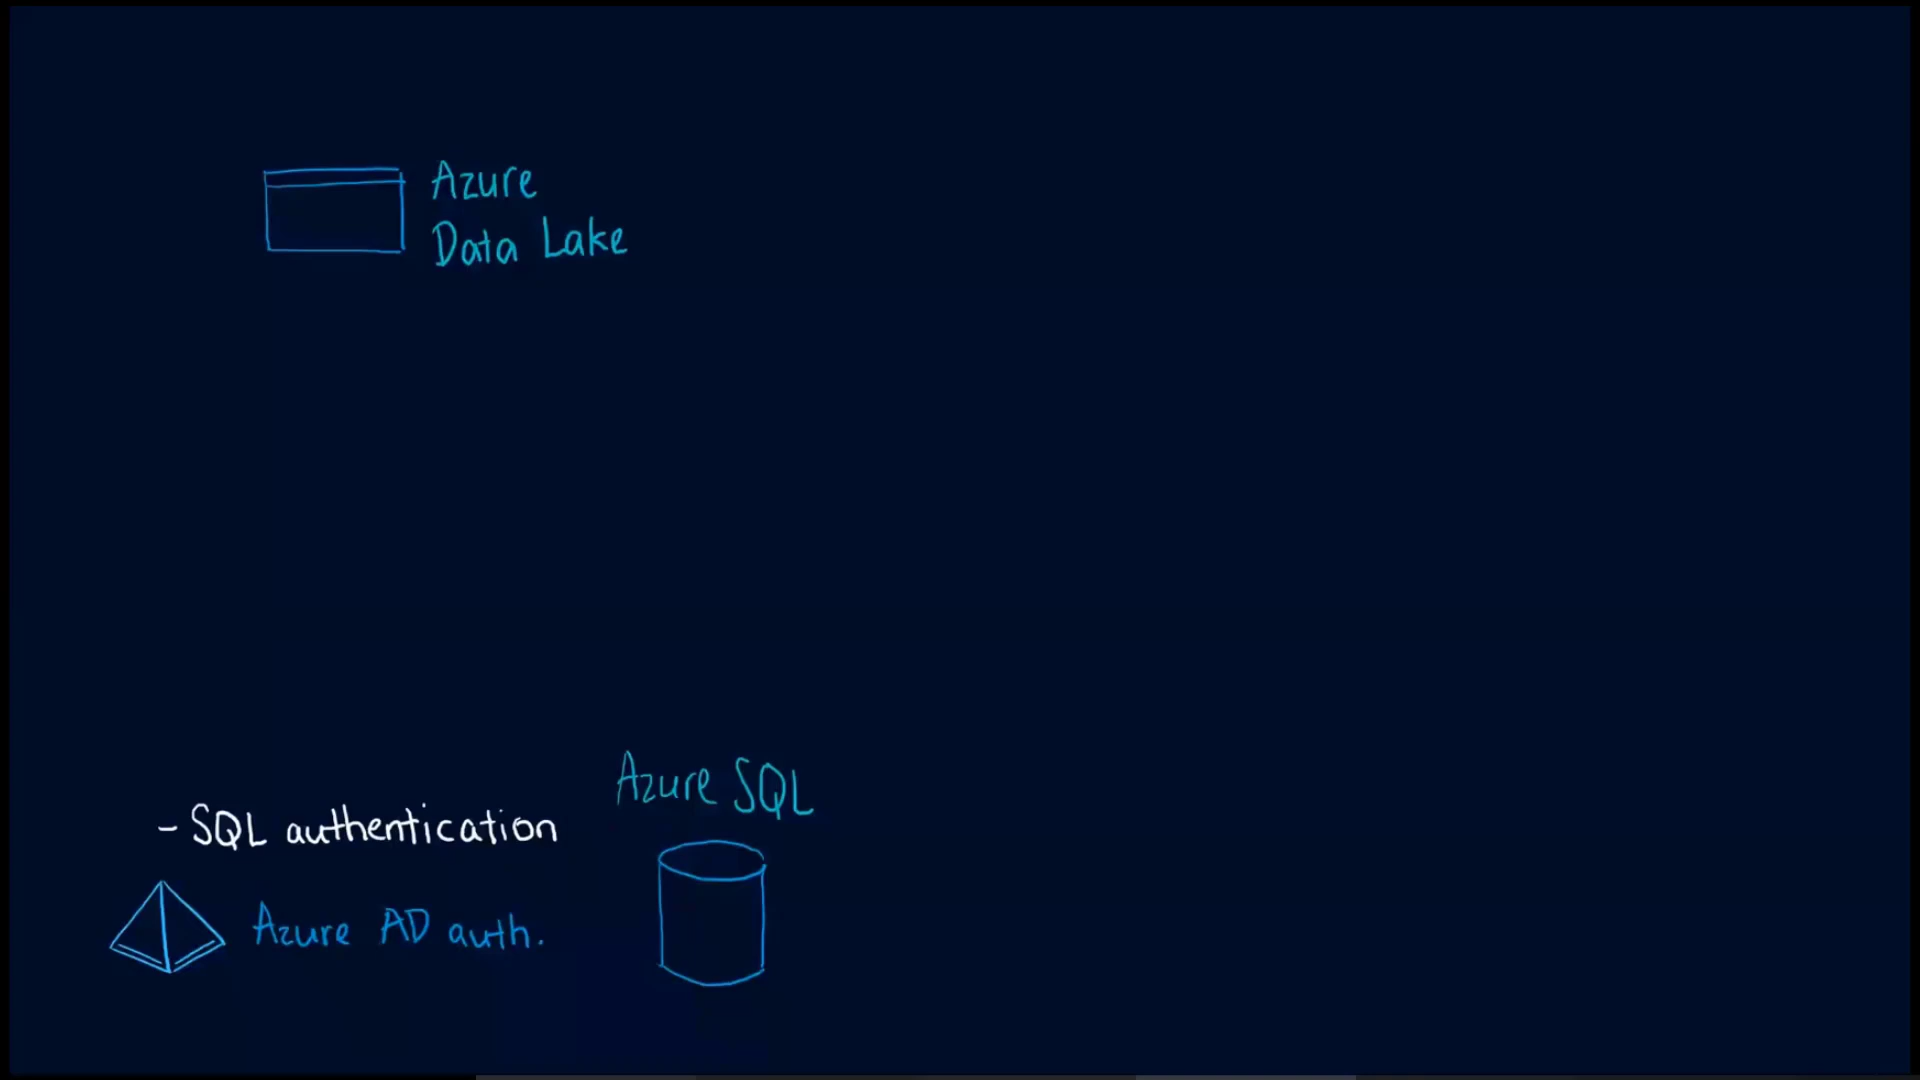 Azure
Data Lake
Azure SQL
- SQL authentication
Azure AD auth.